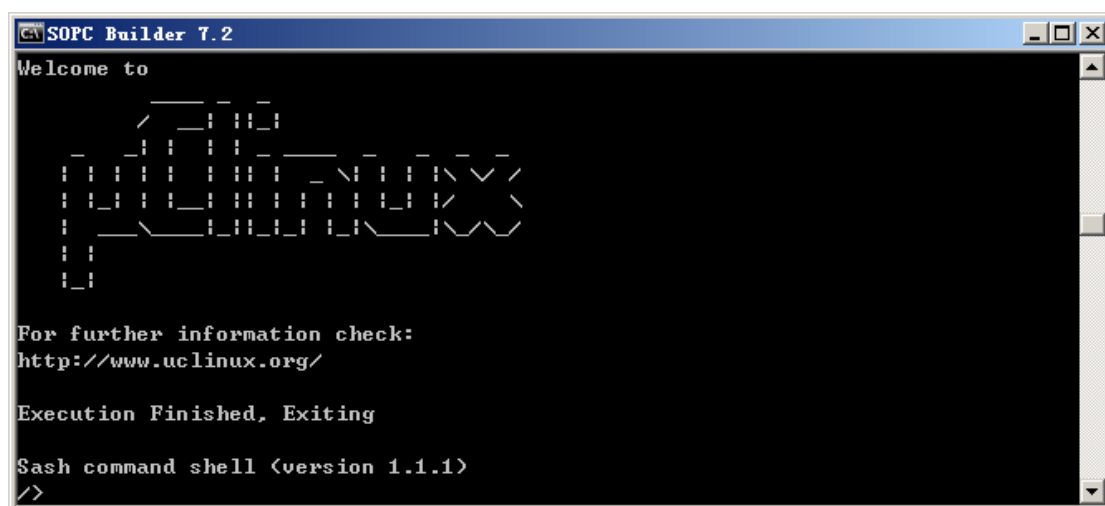 SOPC Builder 7.2
Welcome to
µClinux
For further information check:
http://www.uclinux.org/
Execution Finished, Exiting
Sash command shell (version 1.1.1)
/>